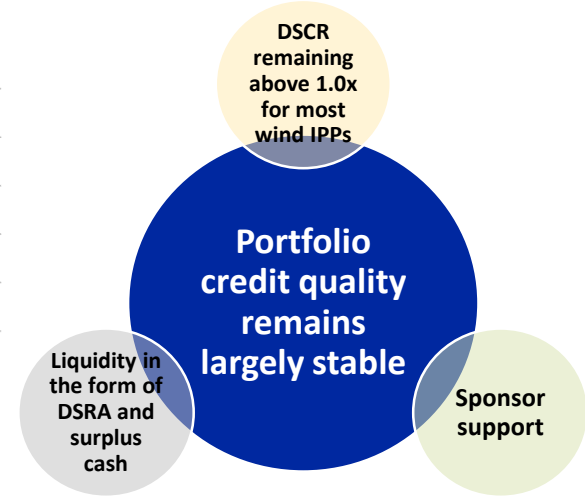 DSCR
remaining
above 1.0x
for most
wind IPPs
Portfolio
credit quality
remains
largely stable
Liquidity in
the form of
DSRA and
surplus
cash
Sponsor
support